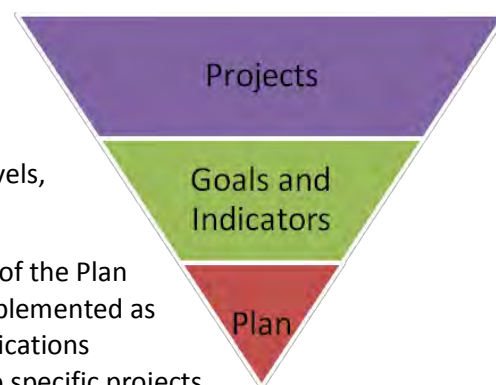 Projects
vels,
Goals and
Indicators
of the Plan
plemented as
Plan
ications
specific projects